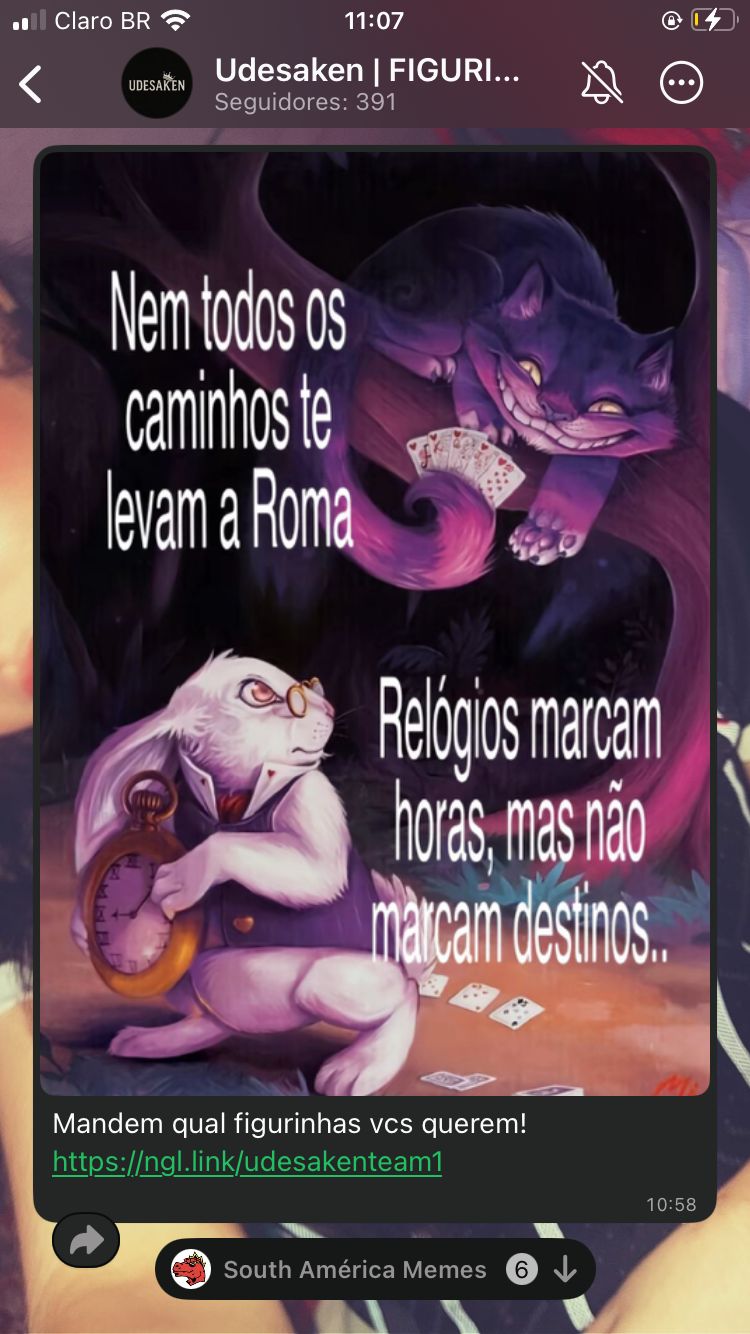 Claro BR
11:07
UDESAKEN
Udesaken | FIGURI...
Seguidores: 391
Nem todos os
caminhos te
levam a Roma
Relógios marcam
horas, mas não
marcam destinos..
Mandem qual figurinhas vcs querem!
https://ngl.link/udesakenteam1
10:58
South América Memes
6